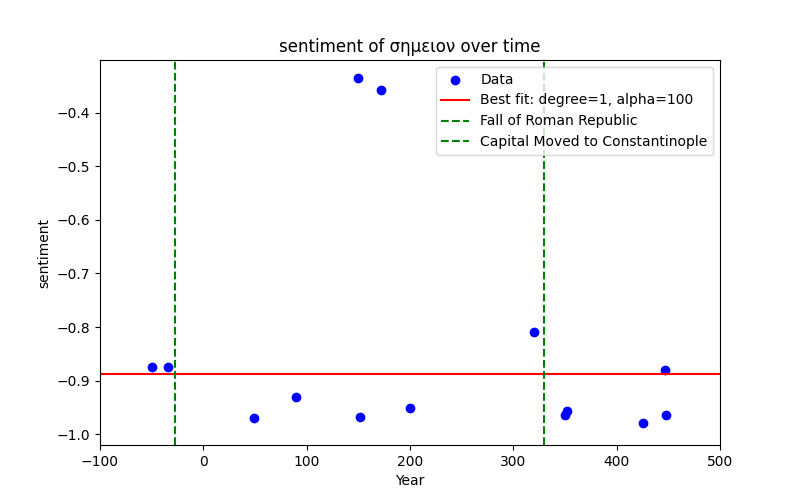 sentiment of σημειον over time
Data
Best fit: degree=1, alpha=100
Fall of Roman Republic
Capital Moved to Constantinople
sentiment
−0.4
−0.5
−0.6
−0.7
−0.8
−0.9
−1.0
−100 0 100 200 300 400 500
Year